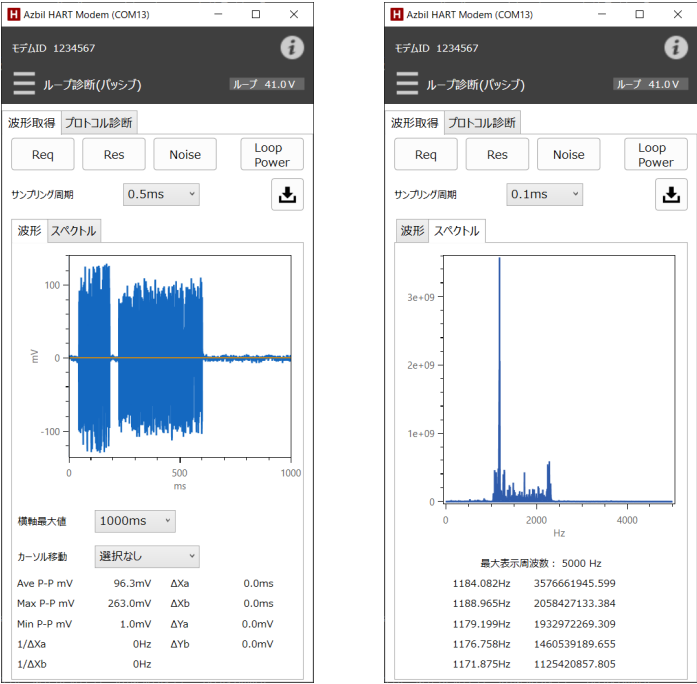 Azbil HART Modem (COM13)
モデムID 1234567
ループ診断(パッシブ)
ループ 41.0 V
波形取得 プロトコル診断
Req Res Noise Loop Power
サンプリング周期 0.5ms
波形 スペクトル
100
0
-100
mV
0 500 1000
ms
横軸最大値 1000ms
カーソル移動 選択なし
Ave P-P mV 96.3mV ΔXa 0.0ms
Max P-P mV 263.0mV ΔXb 0.0ms
Min P-P mV 1.0mV ΔYa 0.0mV
1/ΔXa 0Hz ΔYb 0.0mV
1/ΔXb 0Hz
Azbil HART Modem (COM13)
モデムID 1234567
ループ診断(パッシブ)
ループ 41.0 V
波形取得 プロトコル診断
Req Res Noise Loop Power
サンプリング周期 0.1ms
波形 スペクトル
3e+09
2e+09
1e+09
0
0 2000 4000
Hz
最大表示周波数： 5000 Hz
1184.082Hz 3576661945.599
1188.965Hz 2058427133.384
1179.199Hz 1932972269.309
1176.758Hz 1460539189.655
1171.875Hz 1125420857.805